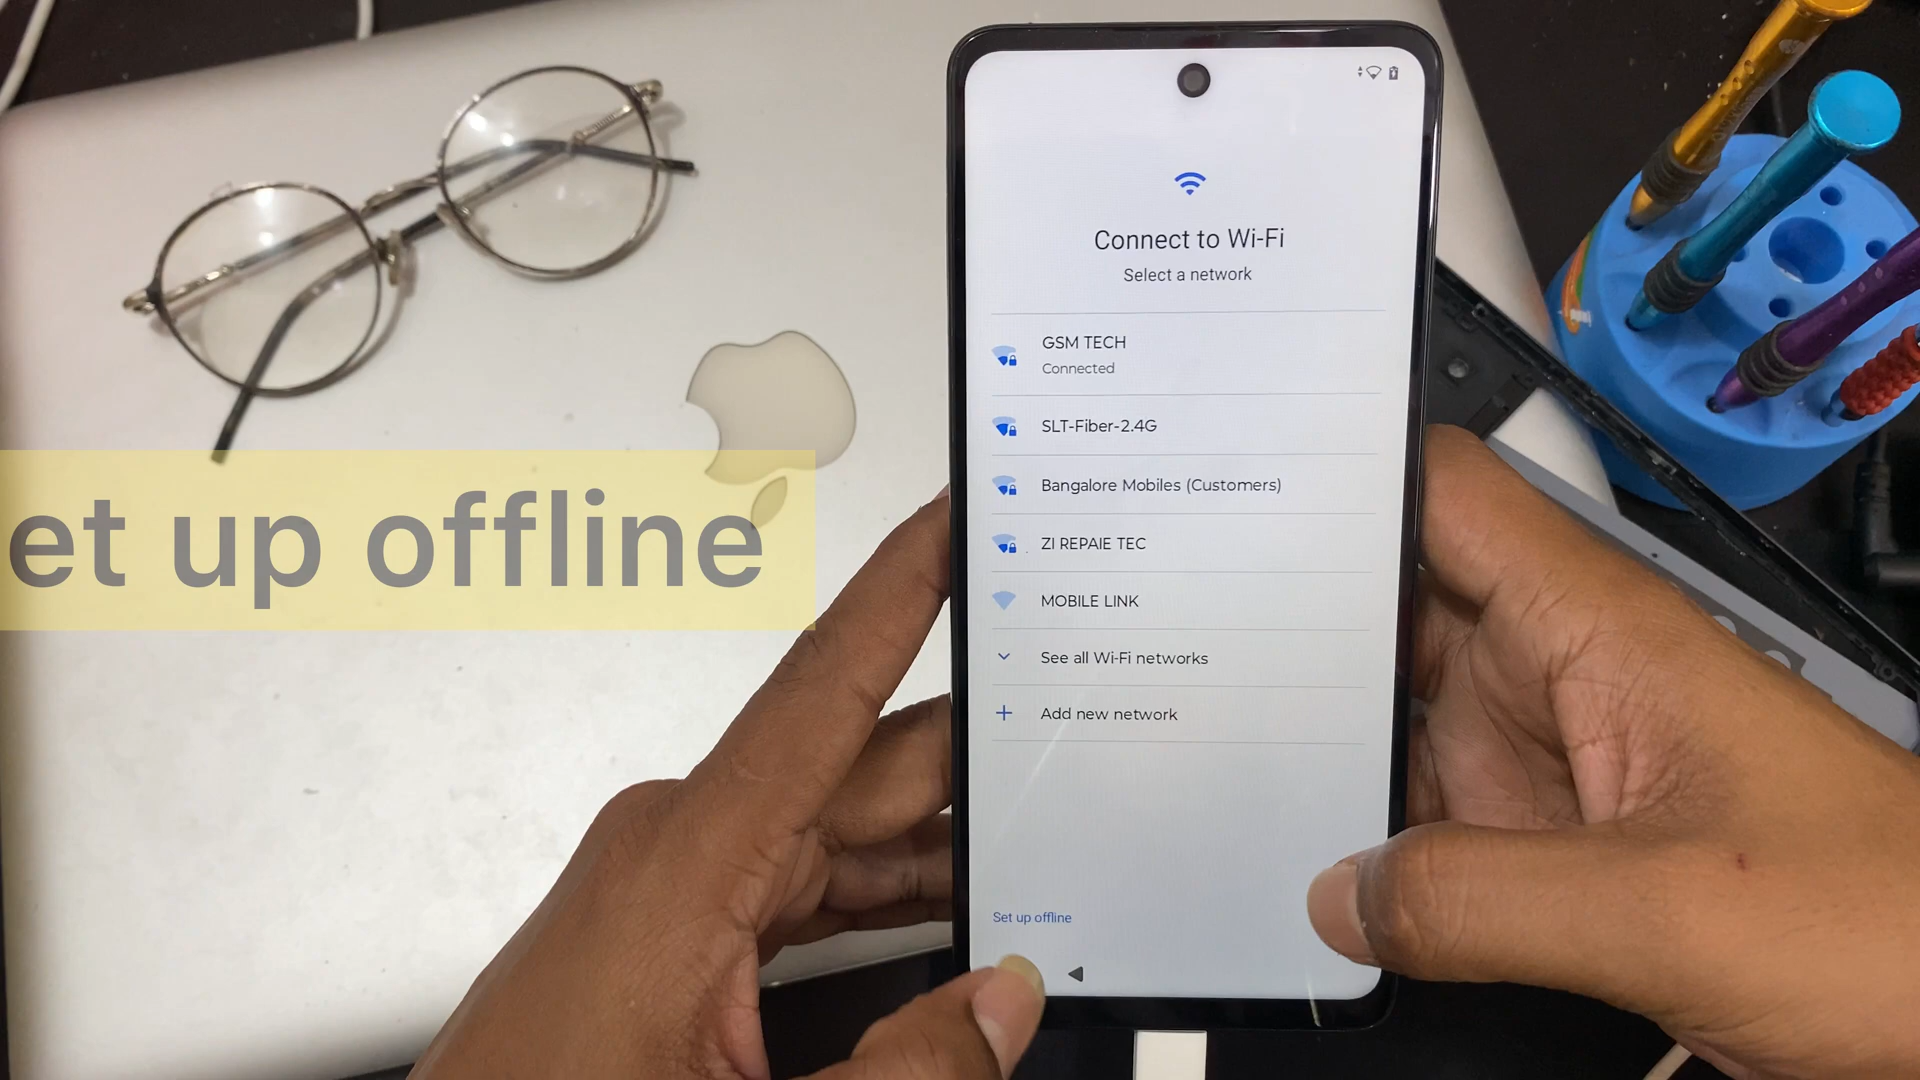 Connect to Wi-Fi
Select a network
GSM TECH
Connected
SLT-Fiber-2.4G
Bangalore Mobiles (Customers)
ZI REPAIE TEC
MOBILE LINK
See all Wi-Fi networks
Add new network
Set up offline
et up offline